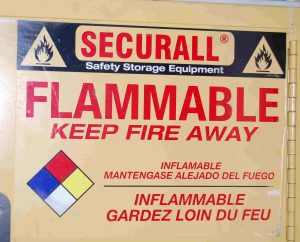 SECURALL®
Safety Storage Equipment
FLAMMABLE
KEEP FIRE AWAY
INFLAMABLE
MANTENGASE ALEJADO DEL FUEGO
INFLAMMABLE
GARDEZ LOIN DU FEU